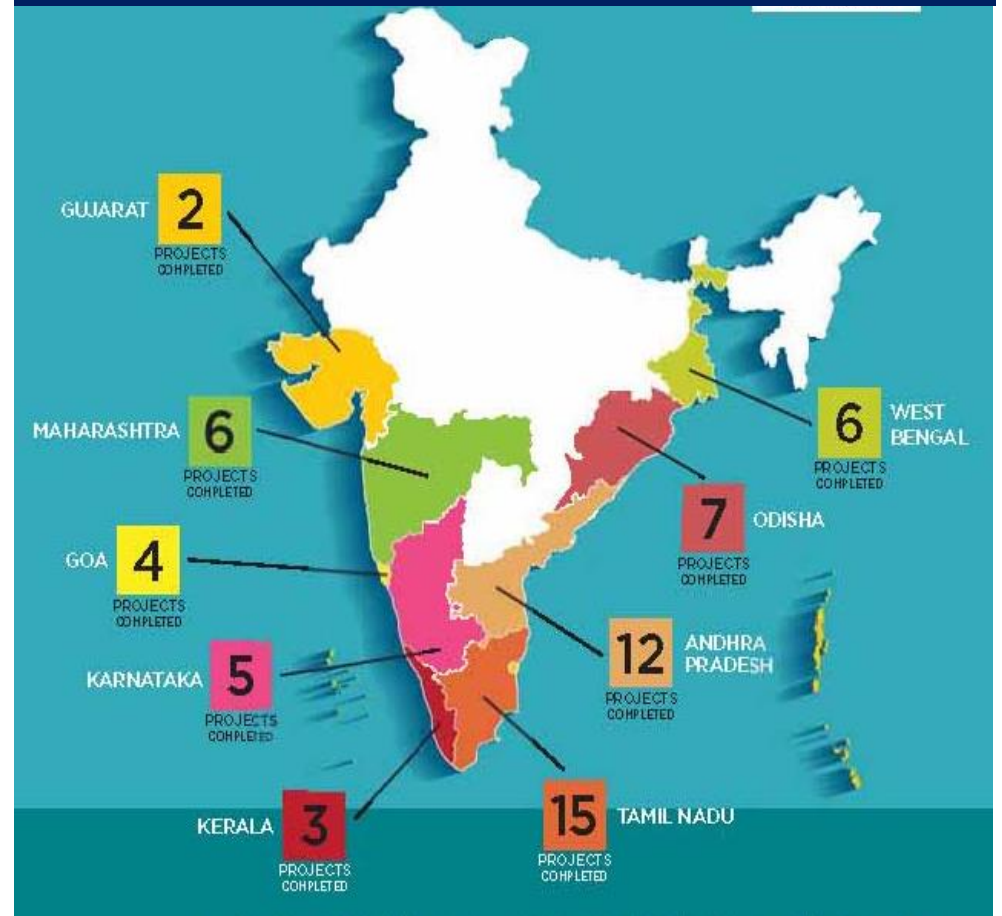 GUJARAT
2
PROJECTS
COMPLETED
MAHARASHTRA
6
PROJECTS
COMPLETED
WEST
BENGAL
6
PROJECTS
COMPLETED
ODISHA
7
PROJECTS
COMPLETED
GOA
4
PROJECTS
COMPLETED
ANDHRA
PRADESH
12
PROJECTS
COMPLETED
KARNATAKA
5
PROJECTS
COMPLETED
KERALA
3
PROJECTS
COMPLETED
TAMIL NADU
15
PROJECTS
COMPLETED